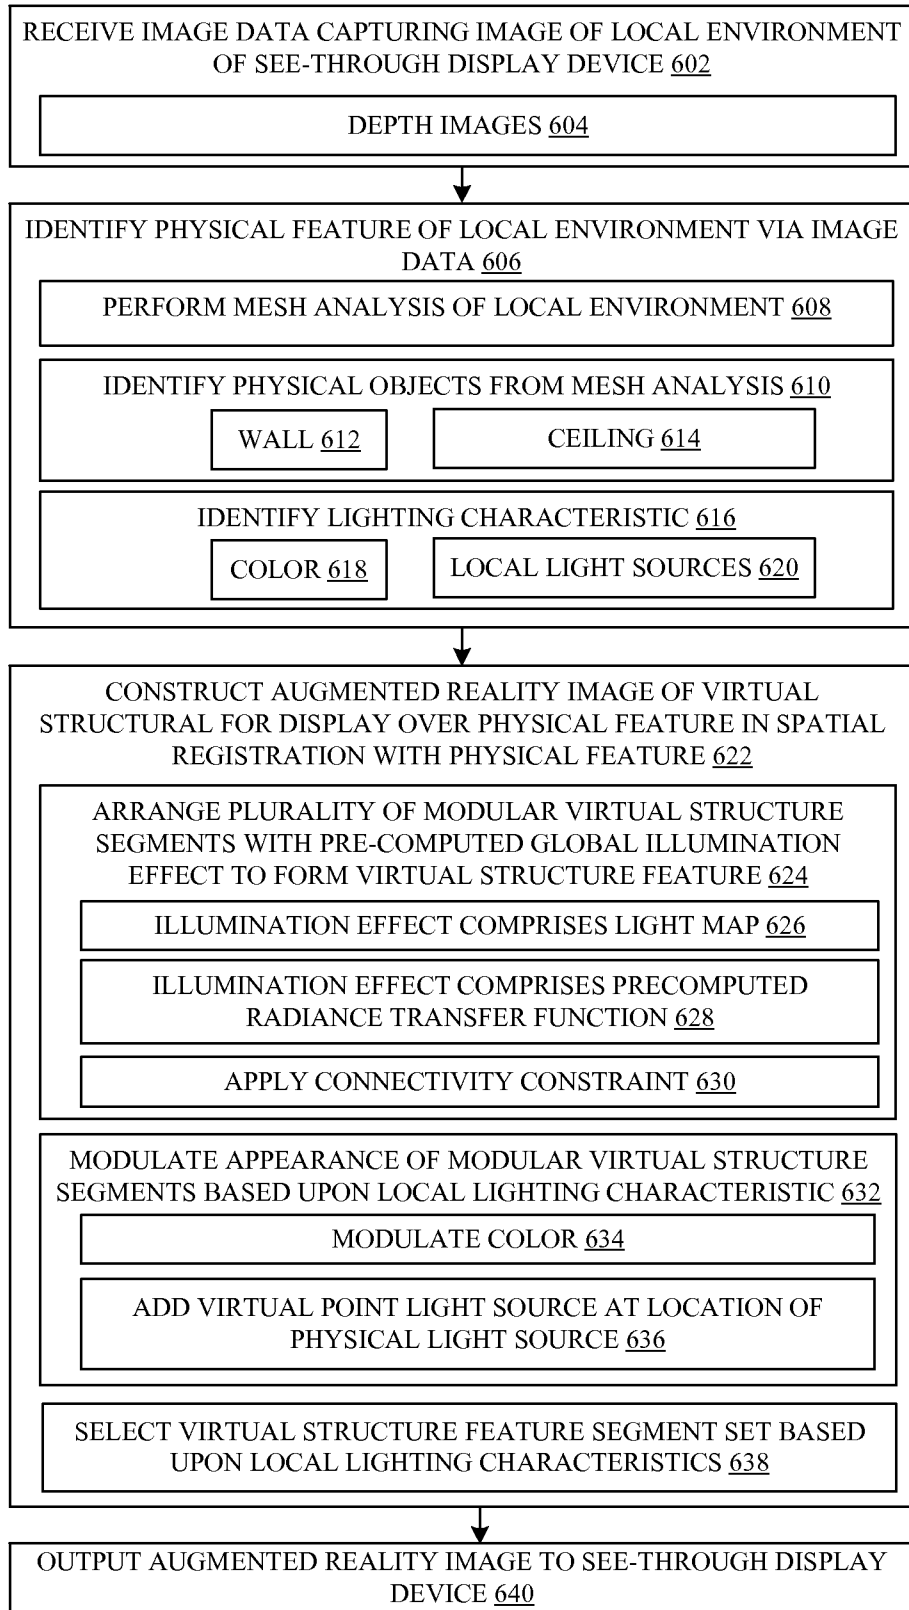 RECEIVE IMAGE DATA CAPTURING IMAGE OF LOCAL ENVIRONMENT
OF SEE-THROUGH DISPLAY DEVICE 602
DEPTH IMAGES 604
IDENTIFY PHYSICAL FEATURE OF LOCAL ENVIRONMENT VIA IMAGE
DATA 606
PERFORM MESH ANALYSIS OF LOCAL ENVIRONMENT 608
IDENTIFY PHYSICAL OBJECTS FROM MESH ANALYSIS 610
WALL 612
CEILING 614
IDENTIFY LIGHTING CHARACTERISTIC 616
COLOR 618
LOCAL LIGHT SOURCES 620
CONSTRUCT AUGMENTED REALITY IMAGE OF VIRTUAL
STRUCTURAL FOR DISPLAY OVER PHYSICAL FEATURE IN SPATIAL
REGISTRATION WITH PHYSICAL FEATURE 622
ARRANGE PLURALITY OF MODULAR VIRTUAL STRUCTURE
SEGMENTS WITH PRE-COMPUTED GLOBAL ILLUMINATION
EFFECT TO FORM VIRTUAL STRUCTURE FEATURE 624
ILLUMINATION EFFECT COMPRISES LIGHT MAP 626
ILLUMINATION EFFECT COMPRISES PRECOMPUTED
RADIANCE TRANSFER FUNCTION 628
APPLY CONNECTIVITY CONSTRAINT 630
MODULATE APPEARANCE OF MODULAR VIRTUAL STRUCTURE
SEGMENTS BASED UPON LOCAL LIGHTING CHARACTERISTIC 632
MODULATE COLOR 634
ADD VIRTUAL POINT LIGHT SOURCE AT LOCATION OF
PHYSICAL LIGHT SOURCE 636
SELECT VIRTUAL STRUCTURE FEATURE SEGMENT SET BASED
UPON LOCAL LIGHTING CHARACTERISTICS 638
OUTPUT AUGMENTED REALITY IMAGE TO SEE-THROUGH DISPLAY
DEVICE 640